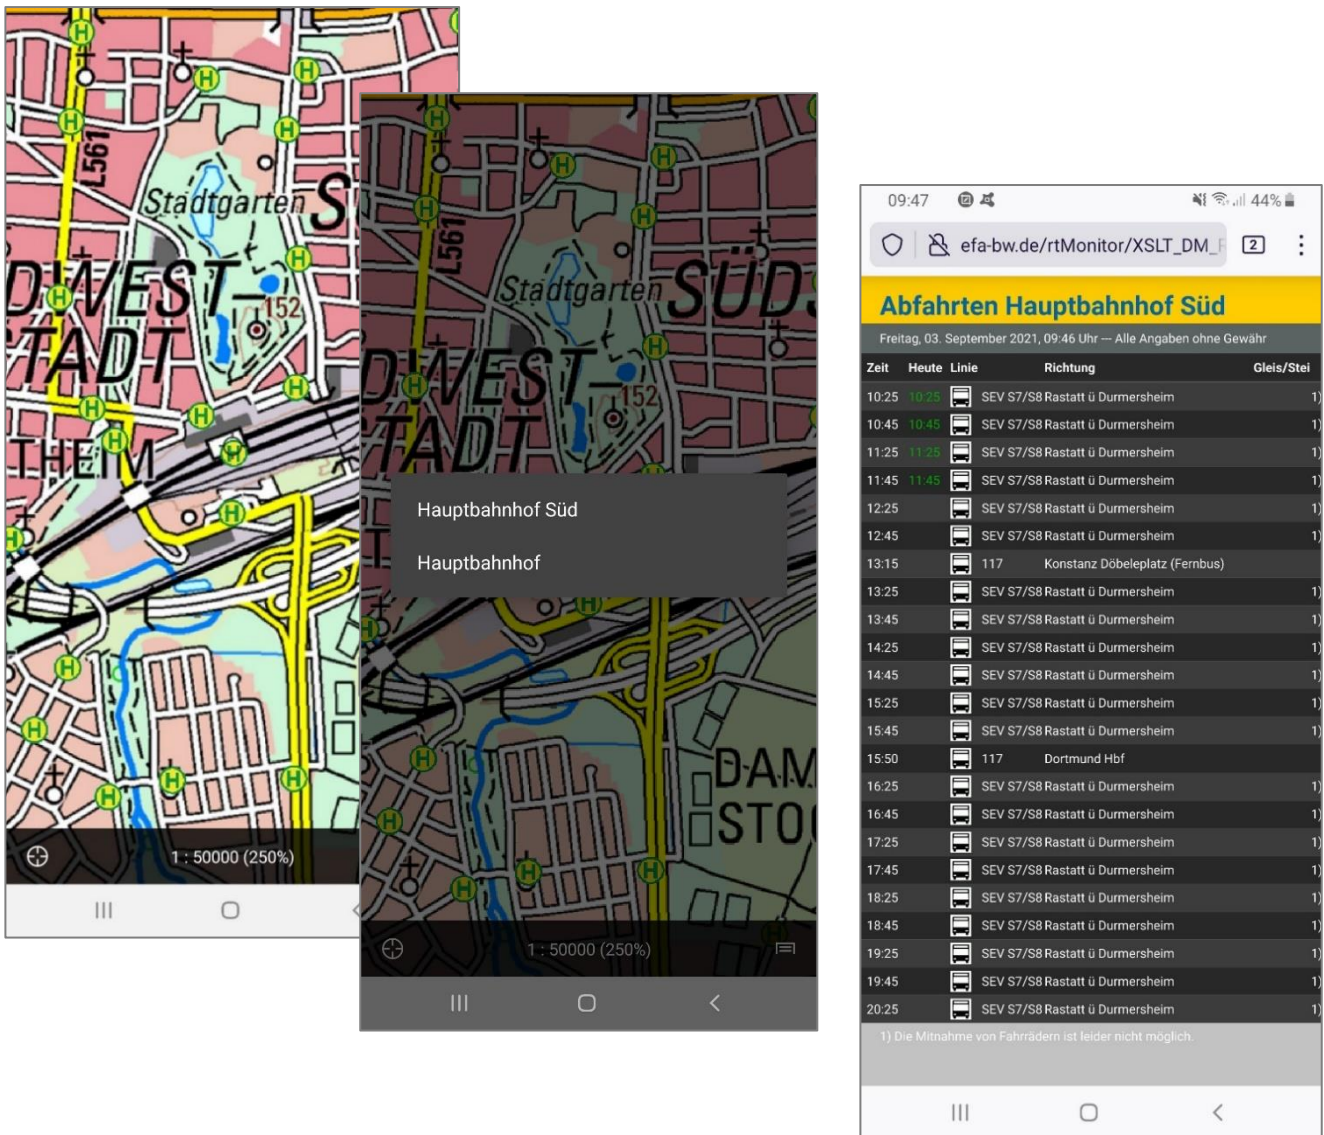 H
L561
Stadtgarten
S
DWEST-
152
TADT
THEIM
1 : 50000 (250%)
L561
Stadtgarten
SÜDS
DWEST-
152
TADT
Hauptbahnhof Süd
Hauptbahnhof
DAM
STO
1 : 50000 (250%)
09:47 44%
efa-bw.de/rtMonitor/XSLT_DM_ 2
Abfahrten Hauptbahnhof Süd
Freitag, 03. September 2021, 09:46 Uhr --- Alle Angaben ohne Gewähr
Zeit Heute Linie Richtung Gleis/Stei
10:25 10:25 SEV S7/S8 Rastatt ü Durmersheim 1)
10:45 10:45 SEV S7/S8 Rastatt ü Durmersheim 1)
11:25 11:25 SEV S7/S8 Rastatt ü Durmersheim 1)
11:45 11:45 SEV S7/S8 Rastatt ü Durmersheim 1)
12:25 SEV S7/S8 Rastatt ü Durmersheim 1)
12:45 SEV S7/S8 Rastatt ü Durmersheim 1)
13:15 117 Konstanz Döbeleplatz (Fernbus)
13:25 SEV S7/S8 Rastatt ü Durmersheim 1)
13:45 SEV S7/S8 Rastatt ü Durmersheim 1)
14:25 SEV S7/S8 Rastatt ü Durmersheim 1)
14:45 SEV S7/S8 Rastatt ü Durmersheim 1)
15:25 SEV S7/S8 Rastatt ü Durmersheim 1)
15:45 SEV S7/S8 Rastatt ü Durmersheim 1)
15:50 117 Dortmund Hbf
16:25 SEV S7/S8 Rastatt ü Durmersheim 1)
16:45 SEV S7/S8 Rastatt ü Durmersheim 1)
17:25 SEV S7/S8 Rastatt ü Durmersheim 1)
17:45 SEV S7/S8 Rastatt ü Durmersheim 1)
18:25 SEV S7/S8 Rastatt ü Durmersheim 1)
18:45 SEV S7/S8 Rastatt ü Durmersheim 1)
19:25 SEV S7/S8 Rastatt ü Durmersheim 1)
19:45 SEV S7/S8 Rastatt ü Durmersheim 1)
20:25 SEV S7/S8 Rastatt ü Durmersheim 1)
1) Die Mitnahme von Fahrrädern ist leider nicht möglich.